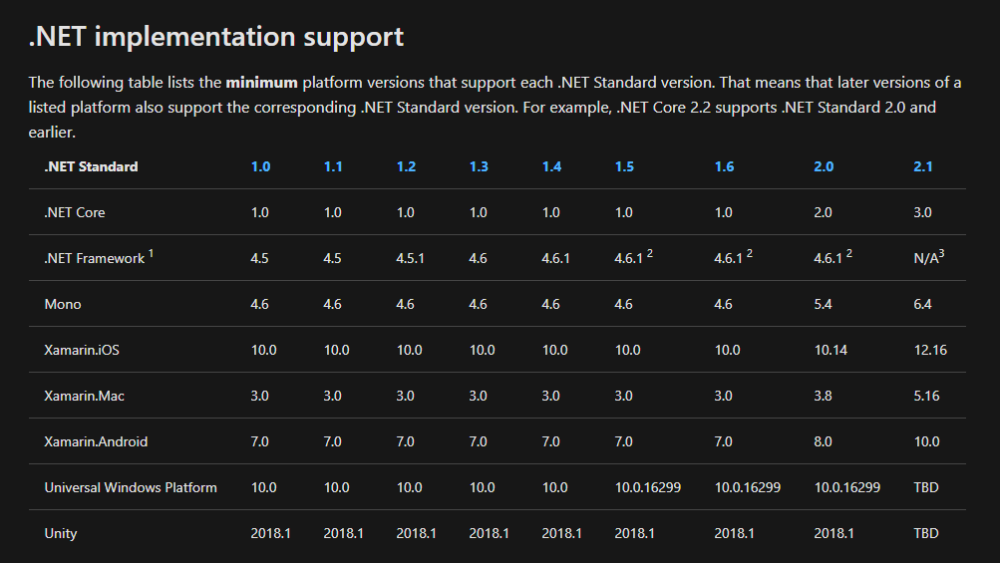 .NET implementation support
The following table lists the minimum platform versions that support each .NET Standard version. That means that later versions of a
listed platform also support the corresponding .NET Standard version. For example, .NET Core 2.2 supports .NET Standard 2.0 and
earlier.
.NET Standard 1.0 1.1 1.2 1.3 1.4 1.5 1.6 2.0 2.1
.NET Core 1.0 1.0 1.0 1.0 1.0 1.0 1.0 2.0 3.0
.NET Framework 1 4.5 4.5 4.5.1 4.6 4.6.1 4.6.1 2 4.6.1 2 4.6.1 2 N/A3
Mono 4.6 4.6 4.6 4.6 4.6 4.6 4.6 5.4 6.4
Xamarin.iOS 10.0 10.0 10.0 10.0 10.0 10.0 10.0 10.14 12.16
Xamarin.Mac 3.0 3.0 3.0 3.0 3.0 3.0 3.0 3.8 5.16
Xamarin.Android 7.0 7.0 7.0 7.0 7.0 7.0 7.0 8.0 10.0
Universal Windows Platform 10.0 10.0 10.0 10.0 10.0 10.0.16299 10.0.16299 10.0.16299 TBD
Unity 2018.1 2018.1 2018.1 2018.1 2018.1 2018.1 2018.1 2018.1 TBD